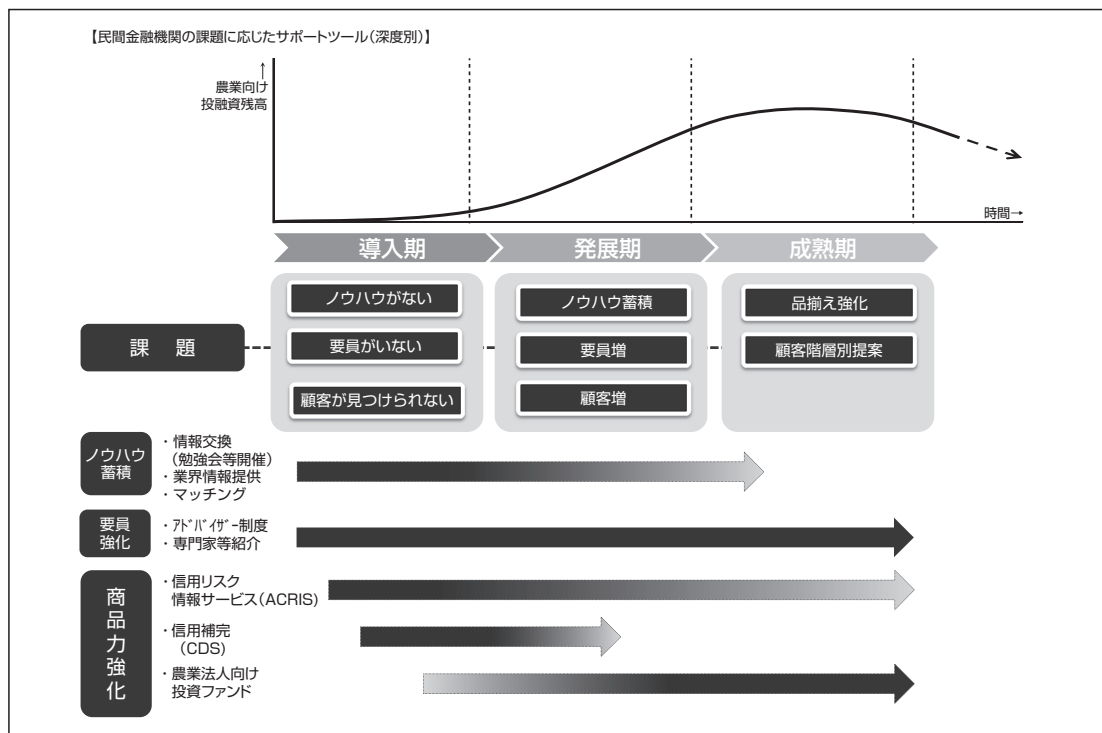 【民間金融機関の課題に応じたサポートツール（深度別）】
↑
農業向け
投融資残高
時間→
導入期
発展期
成熟期
課　題
ノウハウがない
要員がいない
顧客が見つけられない
ノウハウ蓄積
要員増
顧客増
品揃え強化
顧客階層別提案
ノウハウ
蓄積
・情報交換
（勉強会等開催）
・業界情報提供
・マッチング
要員
強化
・ｱﾄﾞﾊﾞｲｻﾞｰ制度
・専門家等紹介
商品力強化
・信用リスク
情報サービス（ACRIS）
・信用補完
（CDS）
・農業法人向け
投資ファンド